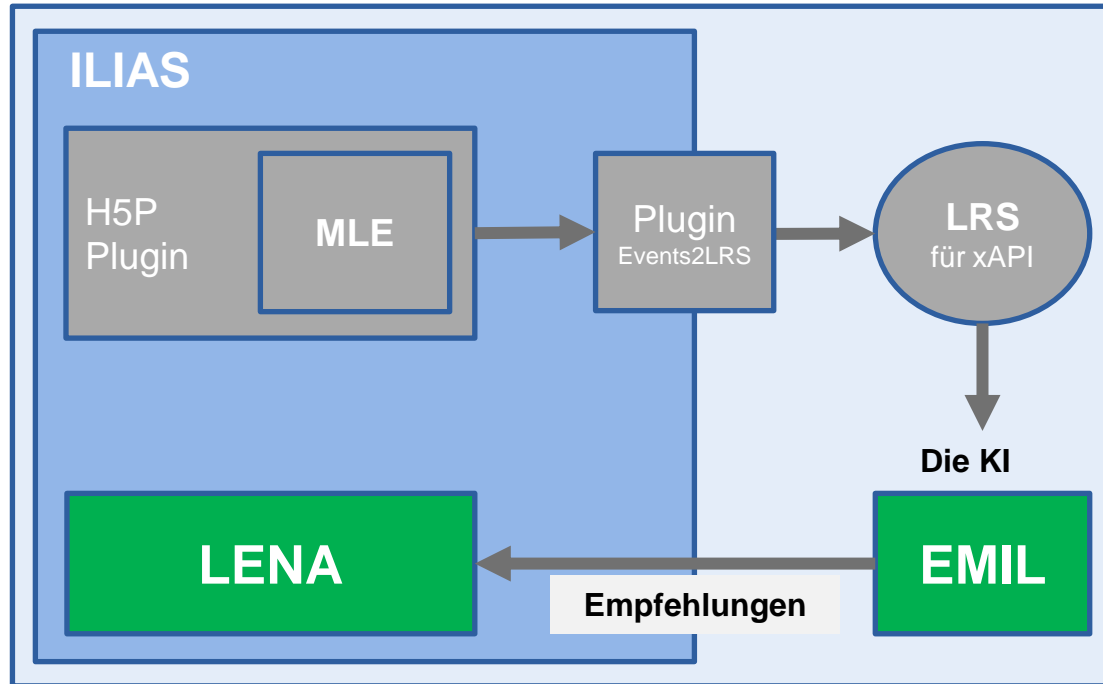 ILIAS
H5P
Plugin
MLE
Plugin
Events2LRS
LRS
für xAPI
Die KI
LENA
EMIL
Empfehlungen